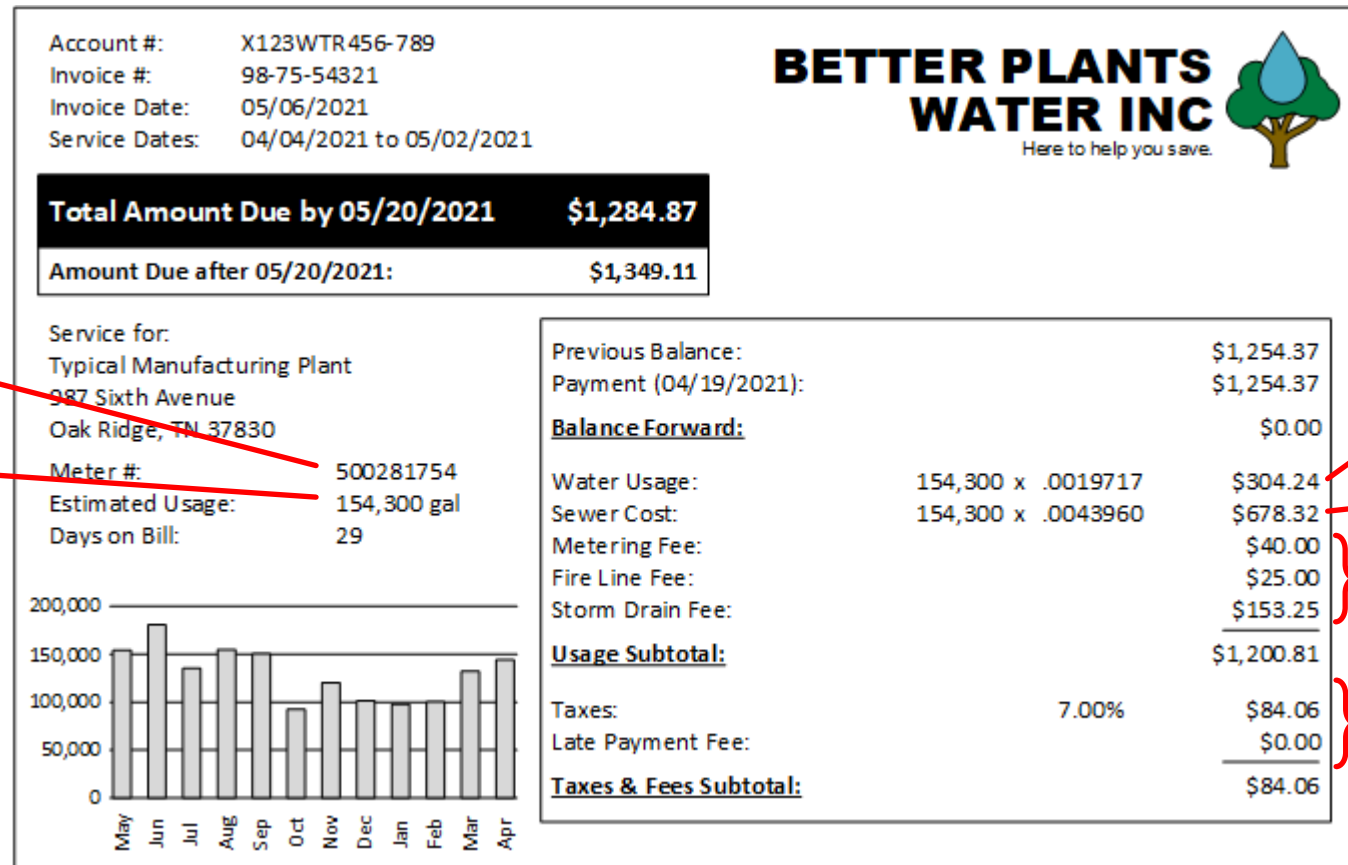 Account #: X123WTR456-789
Invoice #: 98-75-54321
Invoice Date: 05/06/2021
Service Dates: 04/04/2021 to 05/02/2021
BETTER PLANTS
WATER INC
Here to help you save.
Total Amount Due by 05/20/2021 $1,284.87
Amount Due after 05/20/2021: $1,349.11
Service for:
Typical Manufacturing Plant
987 Sixth Avenue
Oak Ridge, TN 37830
Meter #: 500281754
Estimated Usage: 154,300 gal
Days on Bill: 29
200,000
150,000
100,000
50,000
0
May Jun Jul Aug Sep Oct Nov Dec Jan Feb Mar Apr
Previous Balance: $1,254.37
Payment (04/19/2021): $1,254.37
Balance Forward: $0.00
Water Usage: 154,300 x .0019717 $304.24
Sewer Cost: 154,300 x .0043960 $678.32
Metering Fee: $40.00
Fire Line Fee: $25.00
Storm Drain Fee: $153.25
Usage Subtotal: $1,200.81
Taxes: 7.00% $84.06
Late Payment Fee: $0.00
Taxes & Fees Subtotal: $84.06